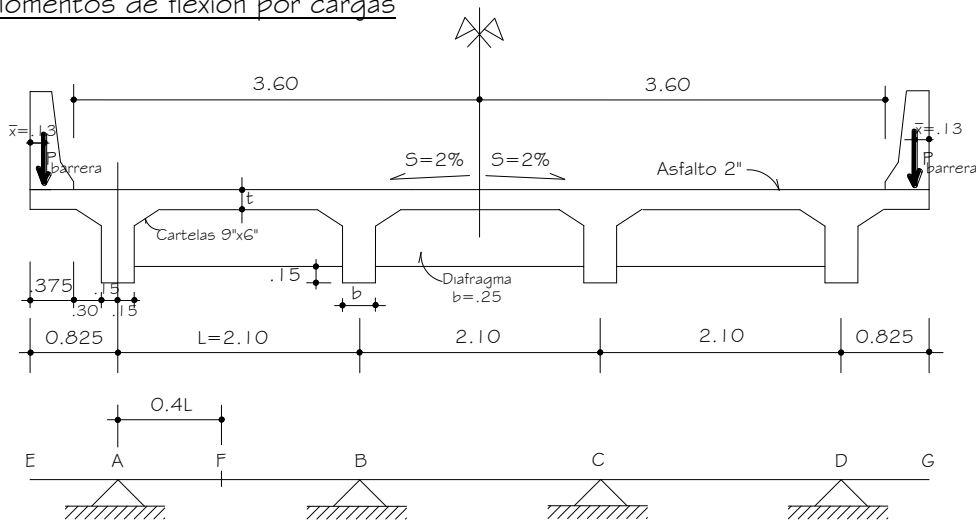 Momentos de flexión por cargas
3.60 3.60
x̄=.13 x̄=.13
P barrera
P barrera
S=2% S=2%
Asfalto 2"
t
Cartelas 9"x6"
.15
Diafragma
b=.25
b
.375 .15
.30 .15
0.825 L=2.10 2.10 2.10 0.825
0.4L
E A F B C D G